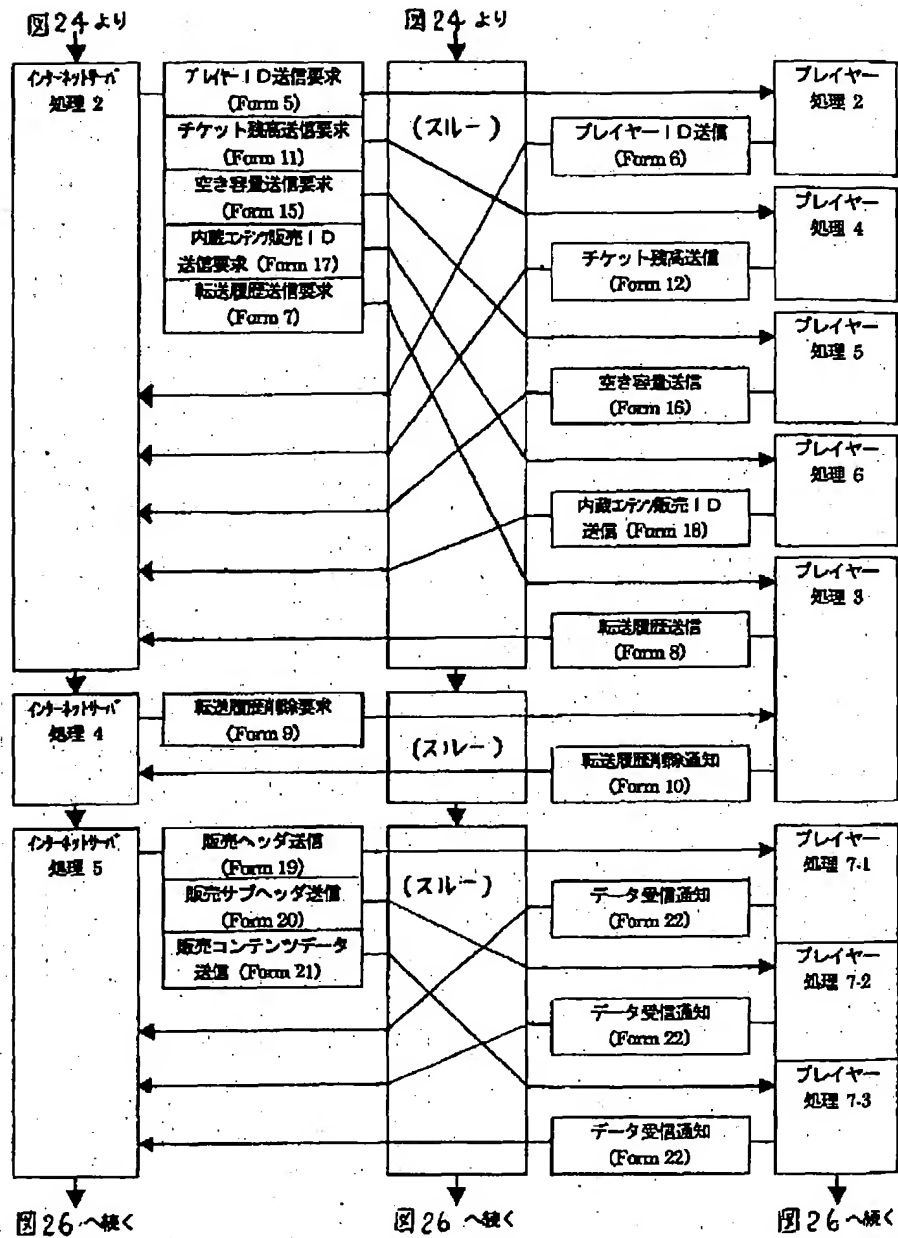 図24より
図24より
インターネットサーバ
処理 2
プレイヤーID送信要求
(Form 5)
チケット残高送信要求
(Form 11)
空き容量送信要求
(Form 15)
内蔵コンテンツ販売ID
送信要求 (Form 17)
転送履歴送信要求
(Form 7)
(スルー)
プレイヤーID送信
(Form 6)
チケット残高送信
(Form 12)
空き容量送信
(Form 16)
内蔵コンテンツ販売ID
送信 (Form 18)
転送履歴送信
(Form 8)
プレイヤー
処理 2
プレイヤー
処理 4
プレイヤー
処理 5
プレイヤー
処理 6
プレイヤー
処理 3
インターネットサーバ
処理 4
転送履歴削除要求
(Form 9)
(スルー)
転送履歴削除通知
(Form 10)
インターネットサーバ
処理 5
販売ヘッダ送信
(Form 19)
販売サブヘッダ送信
(Form 20)
販売コンテンツデータ
送信 (Form 21)
(スルー)
データ受信通知
(Form 22)
データ受信通知
(Form 22)
データ受信通知
(Form 22)
プレイヤー
処理 7-1
プレイヤー
処理 7-2
プレイヤー
処理 7-3
図26へ続く
図26へ続く
図26へ続く